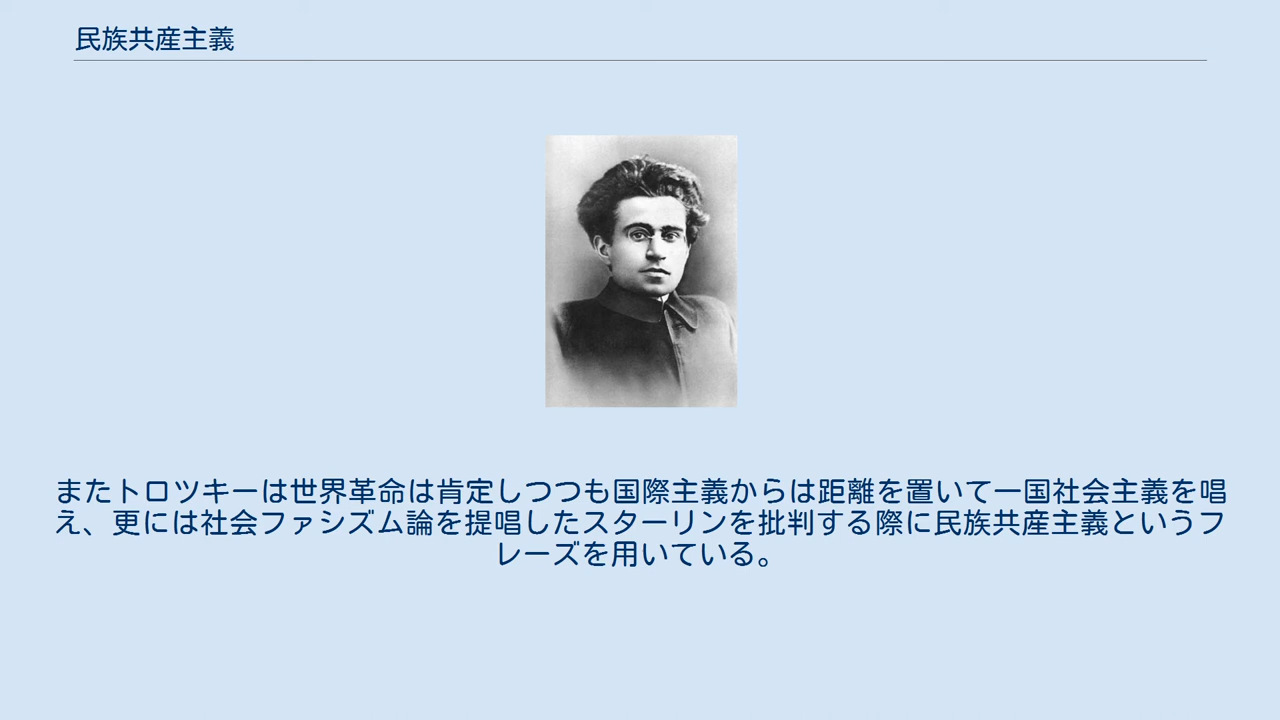 民族共産主義
またトロツキーは世界革命は肯定しつつも国際主義からは距離を置いて一国社会主義を唱
え、更には社会ファシズム論を提唱したスターリンを批判する際に民族共産主義というフ
レーズを用いている。